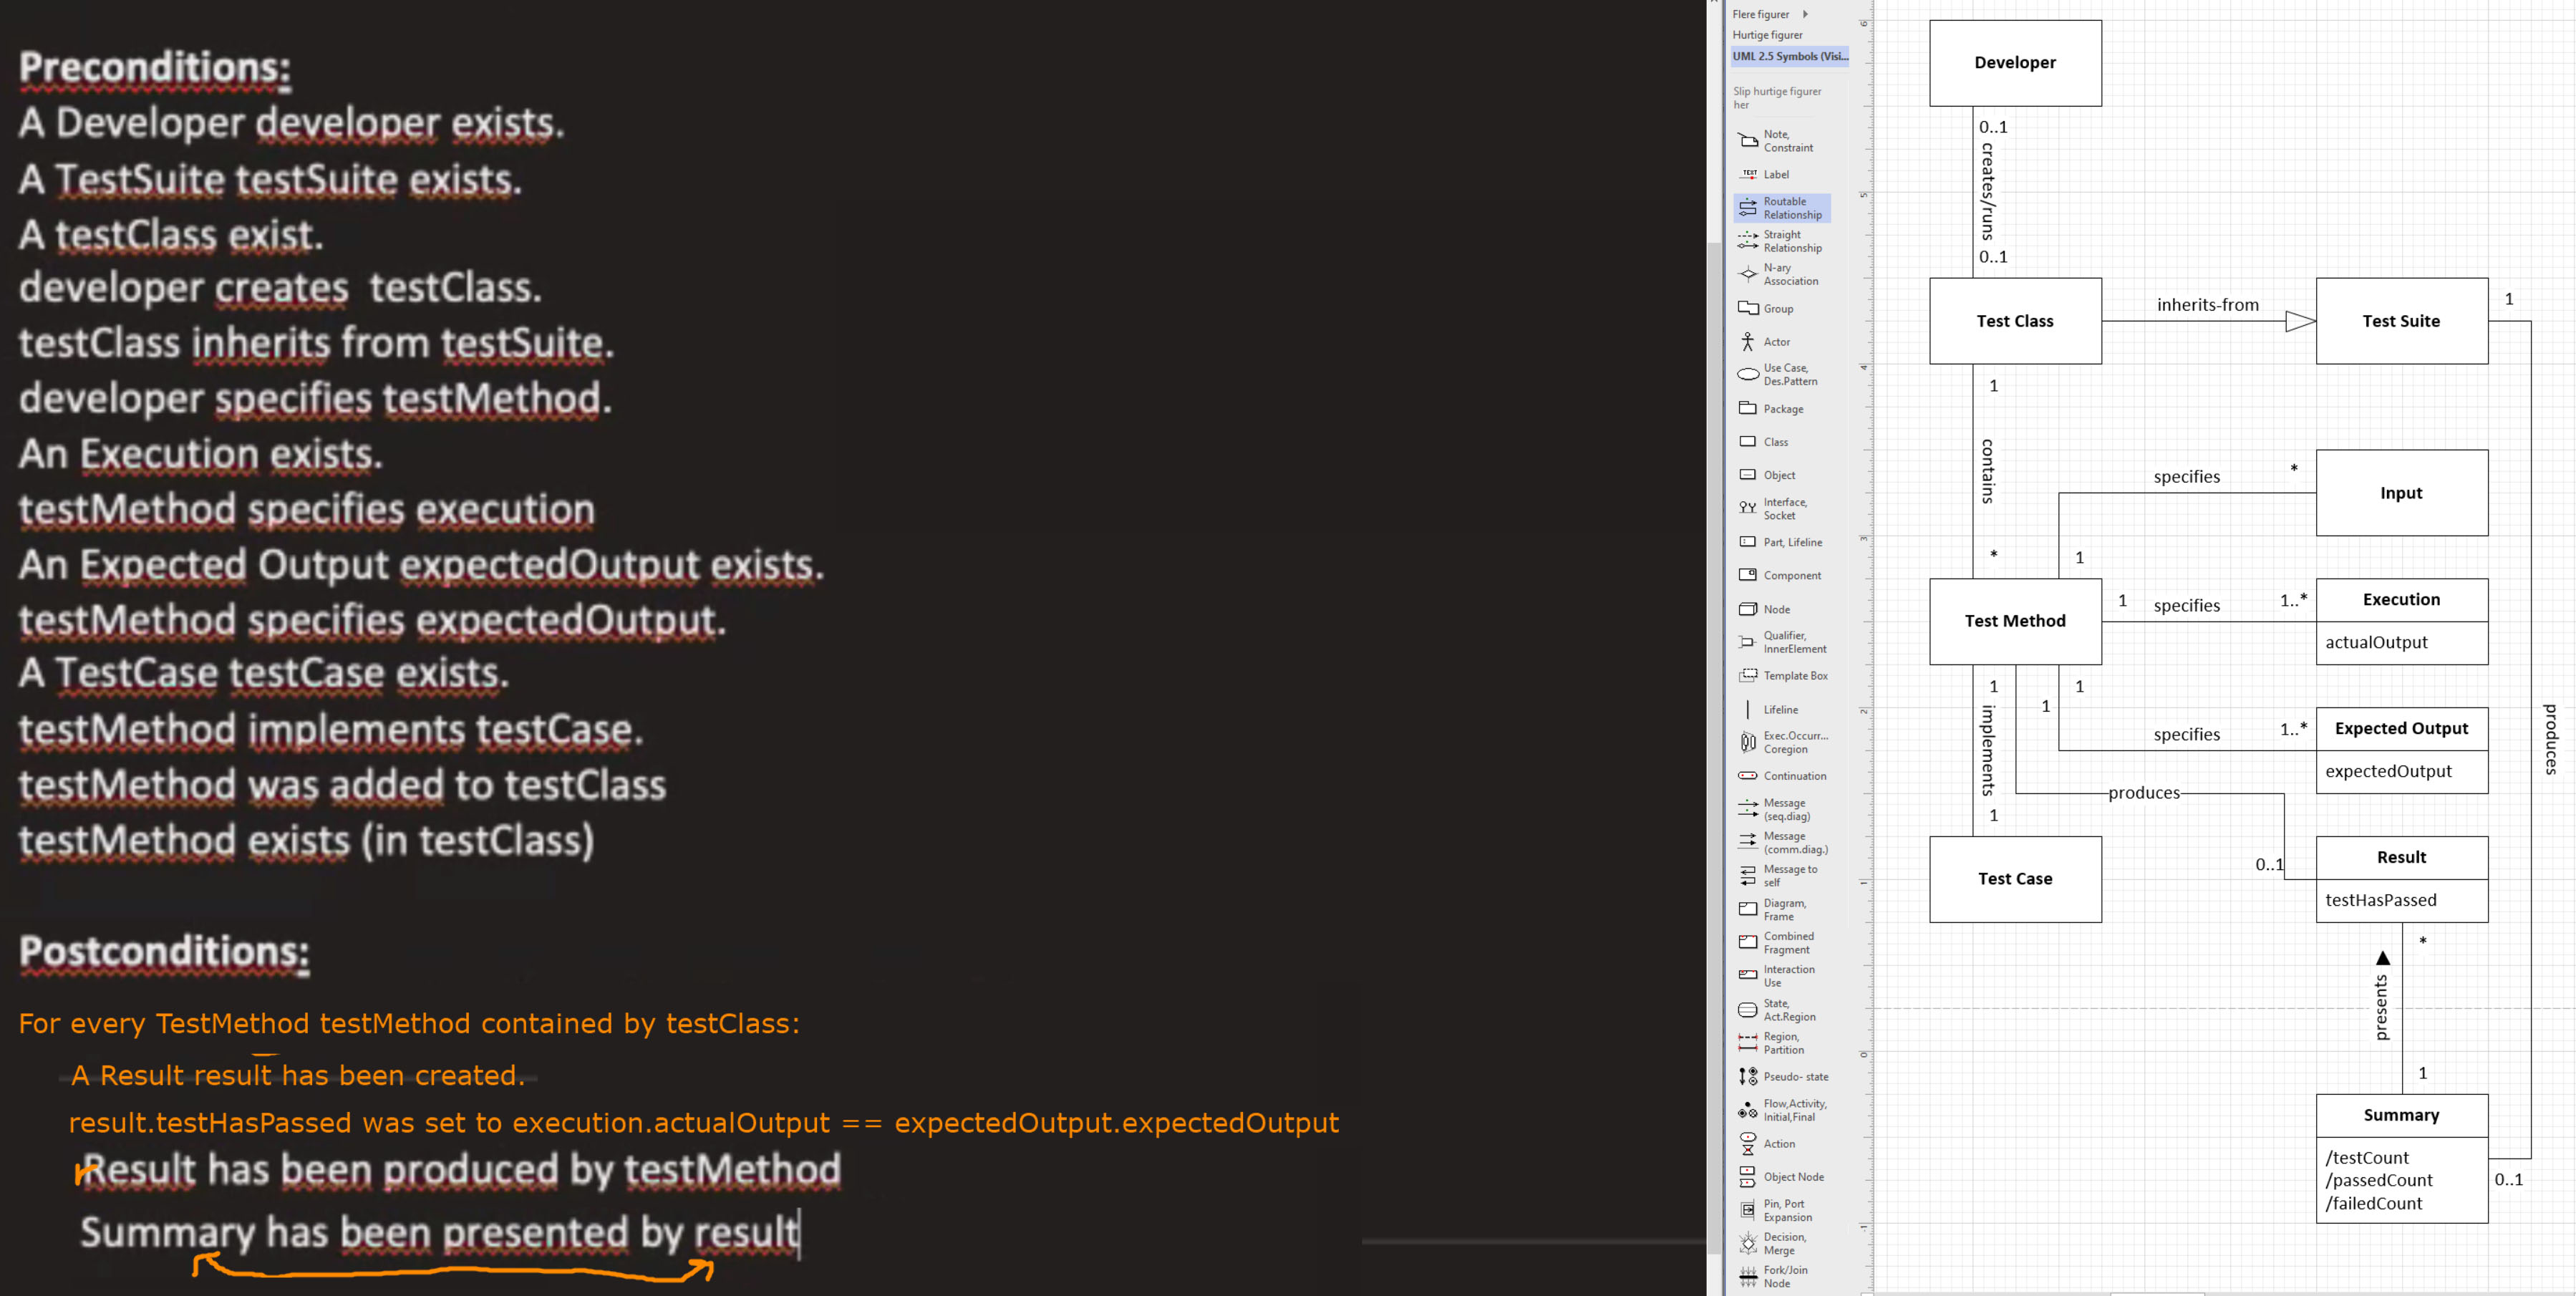 Preconditions:
A Developer developer exists.
A TestSuite testSuite exists.
A testClass exist.
developer creates  testClass.
testClass inherits from testSuite.
developer specifies testMethod.
An Execution exists.
testMethod specifies execution
An Expected Output expectedOutput exists.
testMethod specifies expectedOutput.
A TestCase testCase exists.
testMethod implements testCase.
testMethod was added to testClass
testMethod exists (in testClass)
Postconditions:
For every TestMethod testMethod contained by testClass:
A Result result has been created.
result.testHasPassed was set to execution.actualOutput == expectedOutput.expectedOutput
rResult has been produced by testMethod
Summary has been presented by result
Flere figurer
Hurtige figurer
UML 2.5 Symbols (Visi...
Slip hurtige figurer
her
Note,
Constraint
TEXT
Label
Routable
Relationship
Straight
Relationship
N-ary
Association
Group
Actor
Use Case,
Des.Pattern
Package
Class
Object
Interface,
Socket
Part, Lifeline
Component
Node
Qualifier,
InnerElement
Template Box
Lifeline
Exec.Occurr...
Coregion
Continuation
Message
(seq.diag)
Message
(comm.diag.)
Message to
self
Diagram,
Frame
Combined
Fragment
Interaction
Use
State,
Act.Region
Region,
Partition
Pseudo- state
Flow,Activity,
Initial,Final
Action
Object Node
Pin, Port
Expansion
Decision,
Merge
Fork/Join
Node
6
5
4
3
2
1
0
-1
Developer
0..1
creates/runs
0..1
Test Class
inherits-from
Test Suite
1
1
contains
*
specifies
*
Input
1
Test Method
1
specifies
1..*
Execution
actualOutput
1
implements
1
1
1
specifies
1..*
Expected Output
expectedOutput
produces
produces
0..1
Test Case
Result
testHasPassed
*
presents
1
Summary
/testCount
/passedCount
/failedCount
0..1